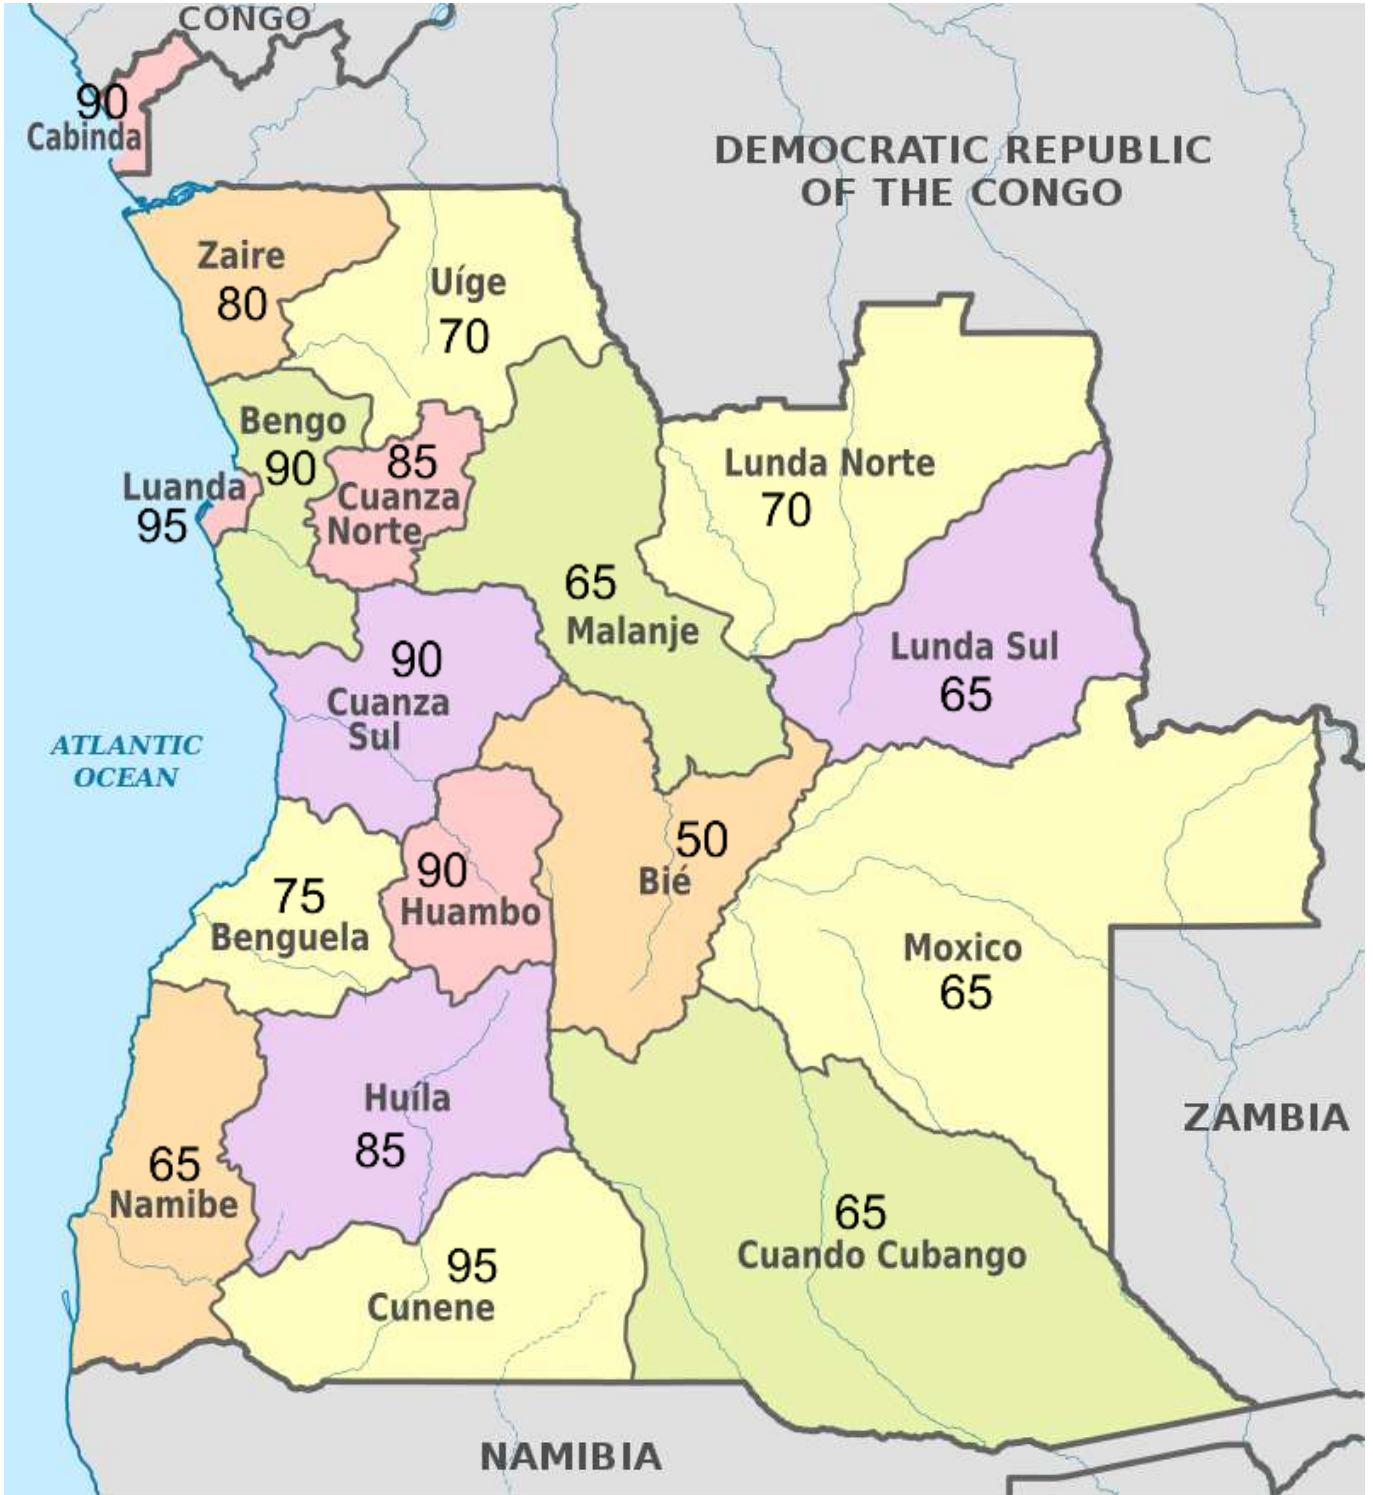 CONGO
90
Cabinda
DEMOCRATIC REPUBLIC
OF THE CONGO
Zaire
80
Uíge
70
Bengo
90
85
Cuanza
Norte
Luanda
95
Lunda Norte
70
65
Malanje
Lunda Sul
65
90
Cuanza
Sul
ATLANTIC
OCEAN
50
Bié
90
Huambo
75
Benguela
Moxico
65
Huíla
85
ZAMBIA
65
Namibe
65
Cuando Cubango
95
Cunene
NAMIBIA